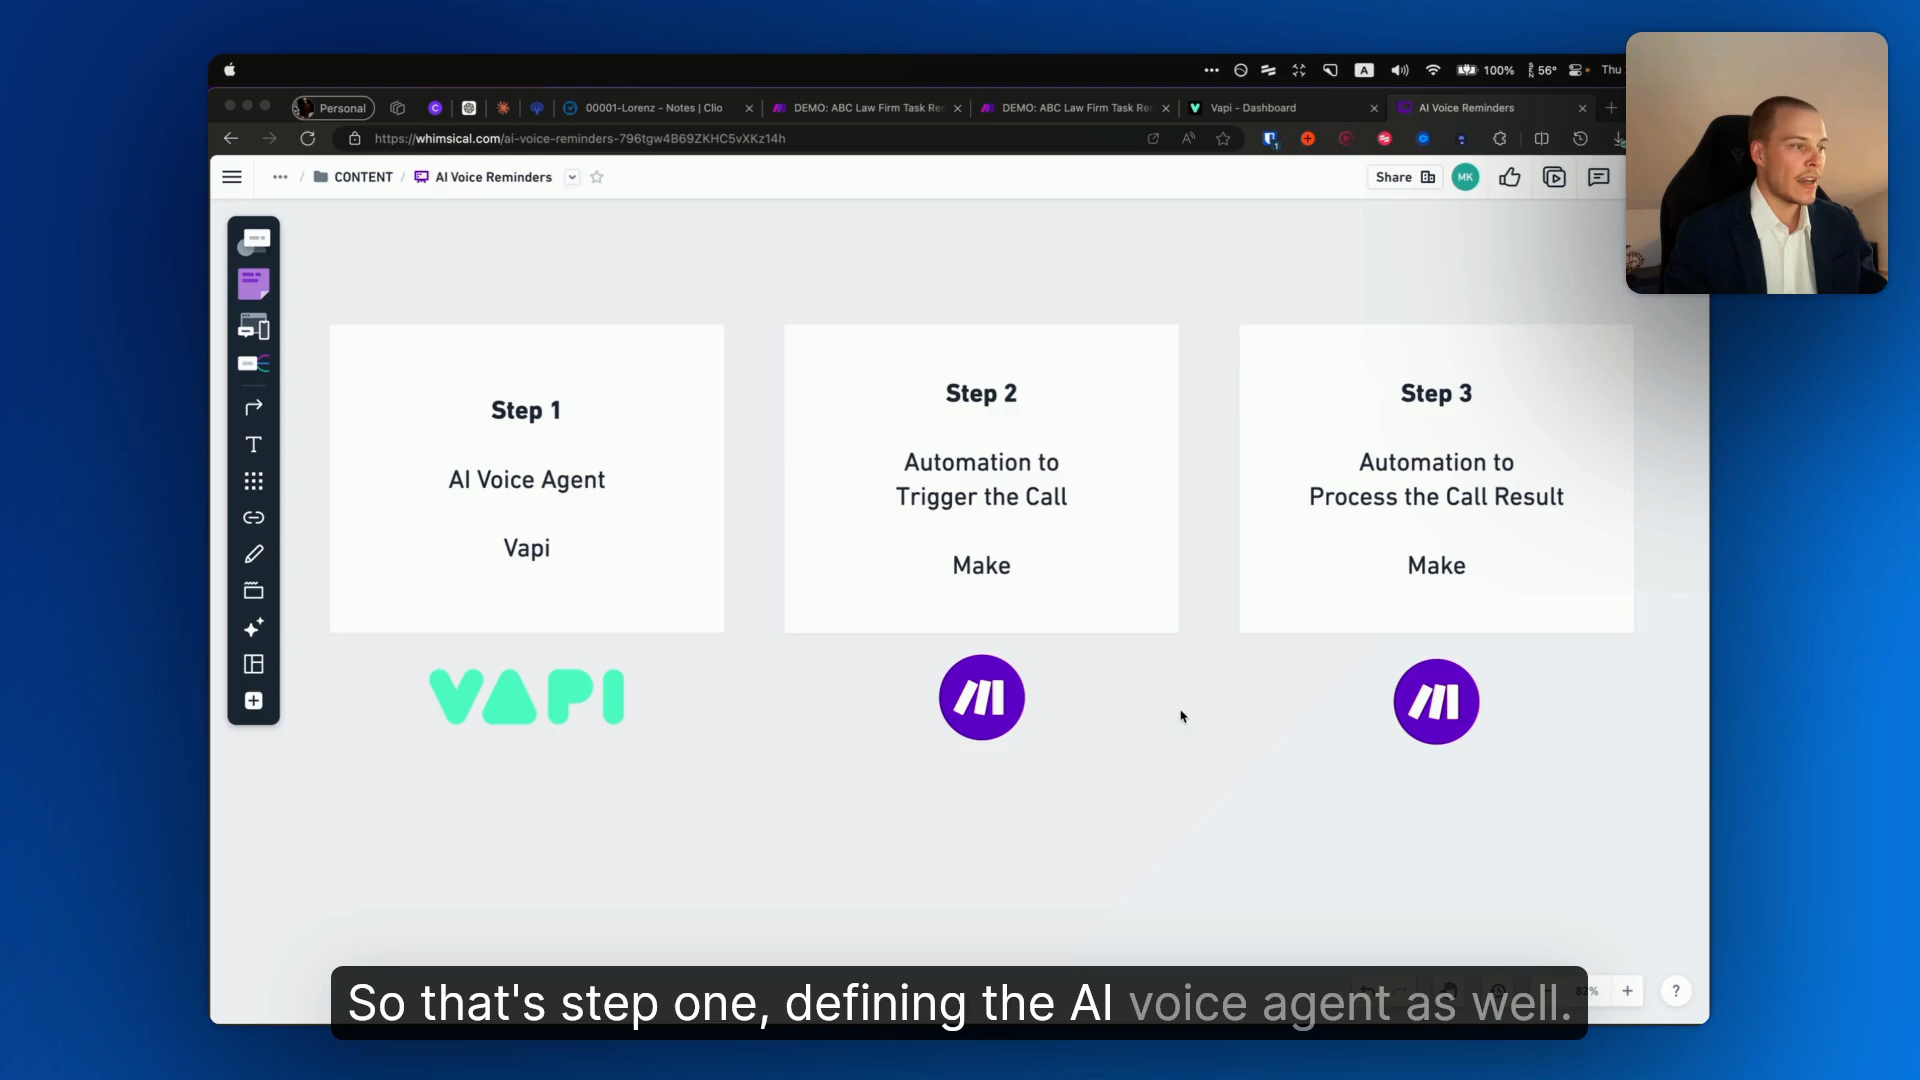 100%
56°
Thu
Personal
00001-Lorenz - Notes | Clio
DEMO: ABC Law Firm Task Re
DEMO: ABC Law Firm Task Re
Vapi - Dashboard
AI Voice Reminders
https://whimsical.com/ai-voice-reminders-796tgw4B69ZKHC5vXKz14h
... / CONTENT / AI Voice Reminders
Share
MK
Step 1
AI Voice Agent
Vapi
Step 2
Automation to
Trigger the Call
Make
Step 3
Automation to
Process the Call Result
Make
VAPI
So that's step one, defining the AI voice agent as well.
82%